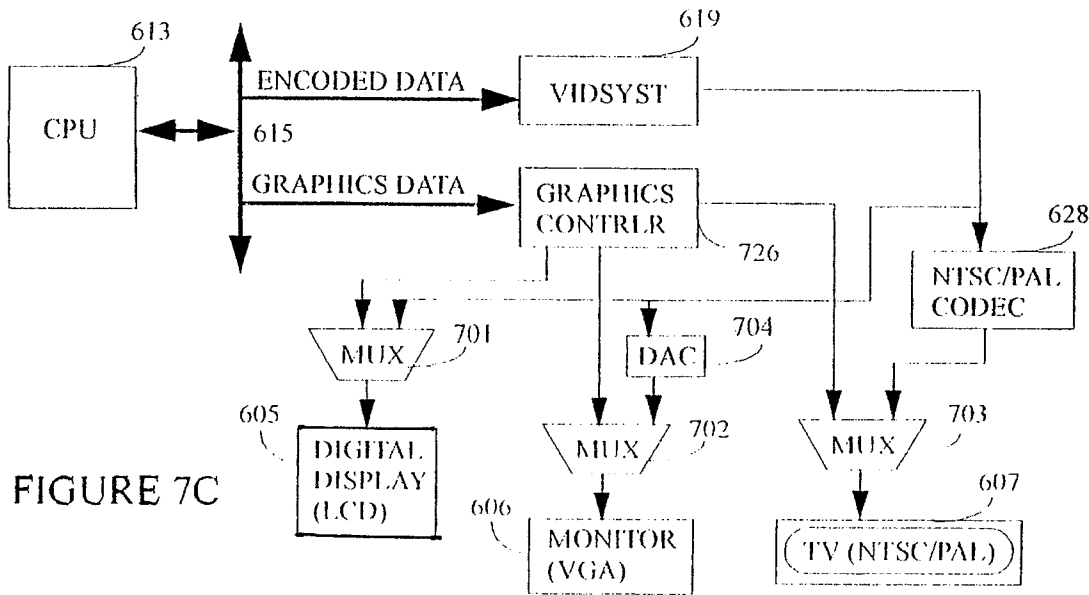 613
619
ENCODED DATA
VIDSYST
CPU
615
GRAPHICS DATA
GRAPHICS
CONTRLR
726
628
NTSC/PAL
CODEC
701
704
MUX
DAC
605
702
703
MUX
MUX
DIGITAL
DISPLAY
(LCD)
FIGURE 7C
606
607
MONITOR
(VGA)
TV (NTSC/PAL)